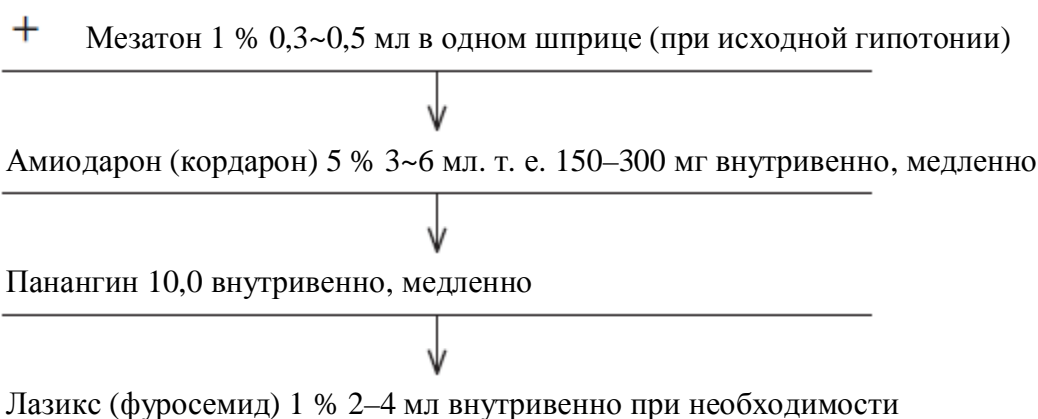 + Мезатон 1 % 0,3~0,5 мл в одном шприце (при исходной гипотонии)
Амиодарон (кордарон) 5 % 3~6 мл. т. е. 150–300 мг внутривенно, медленно
Панангин 10,0 внутривенно, медленно
Лазикс (фуросемид) 1 % 2–4 мл внутривенно при необходимости